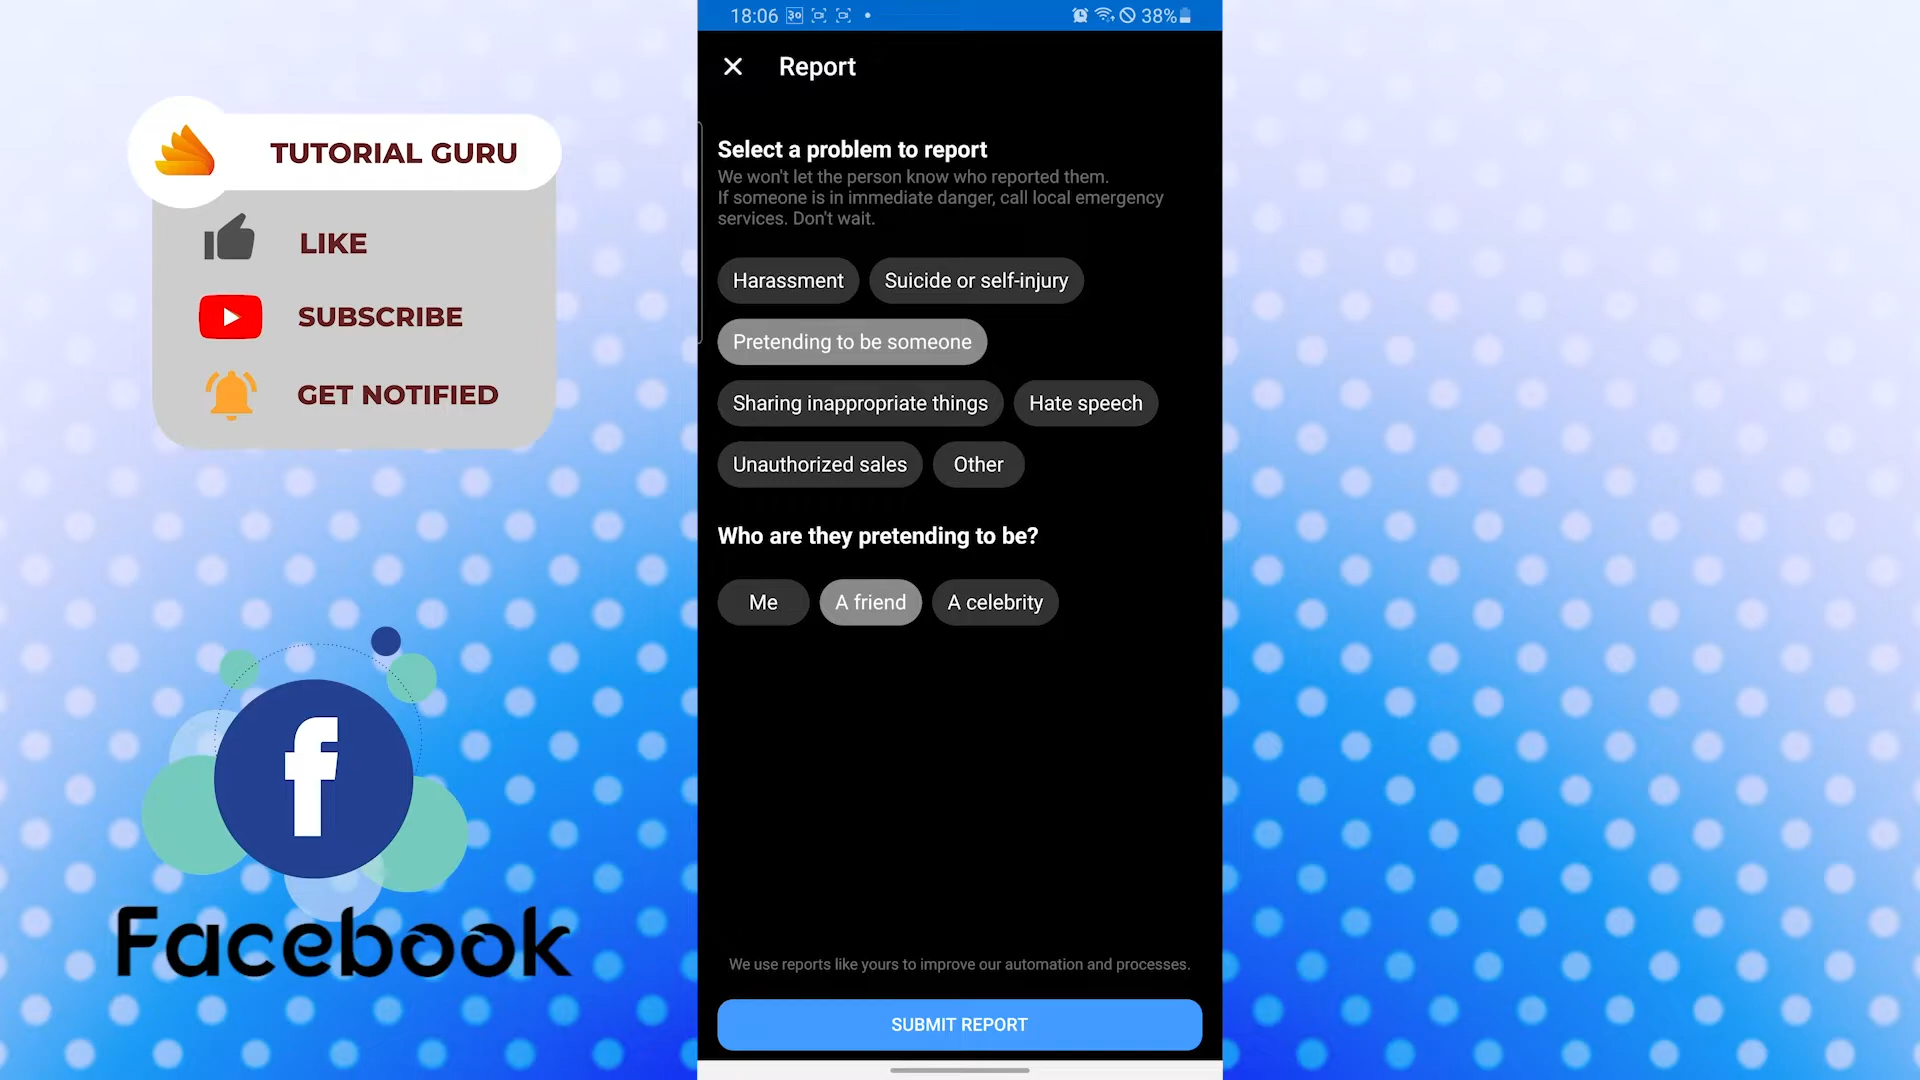 TUTORIAL GURU
LIKE
SUBSCRIBE
GET NOTIFIED
f
Facebook
18:06 30 38%
Report
Select a problem to report
We won't let the person know who reported them.
If someone is in immediate danger, call local emergency
services. Don't wait.
Harassment Suicide or self-injury
Pretending to be someone
Sharing inappropriate things Hate speech
Unauthorized sales Other
Who are they pretending to be?
Me A friend A celebrity
We use reports like yours to improve our automation and processes.
SUBMIT REPORT